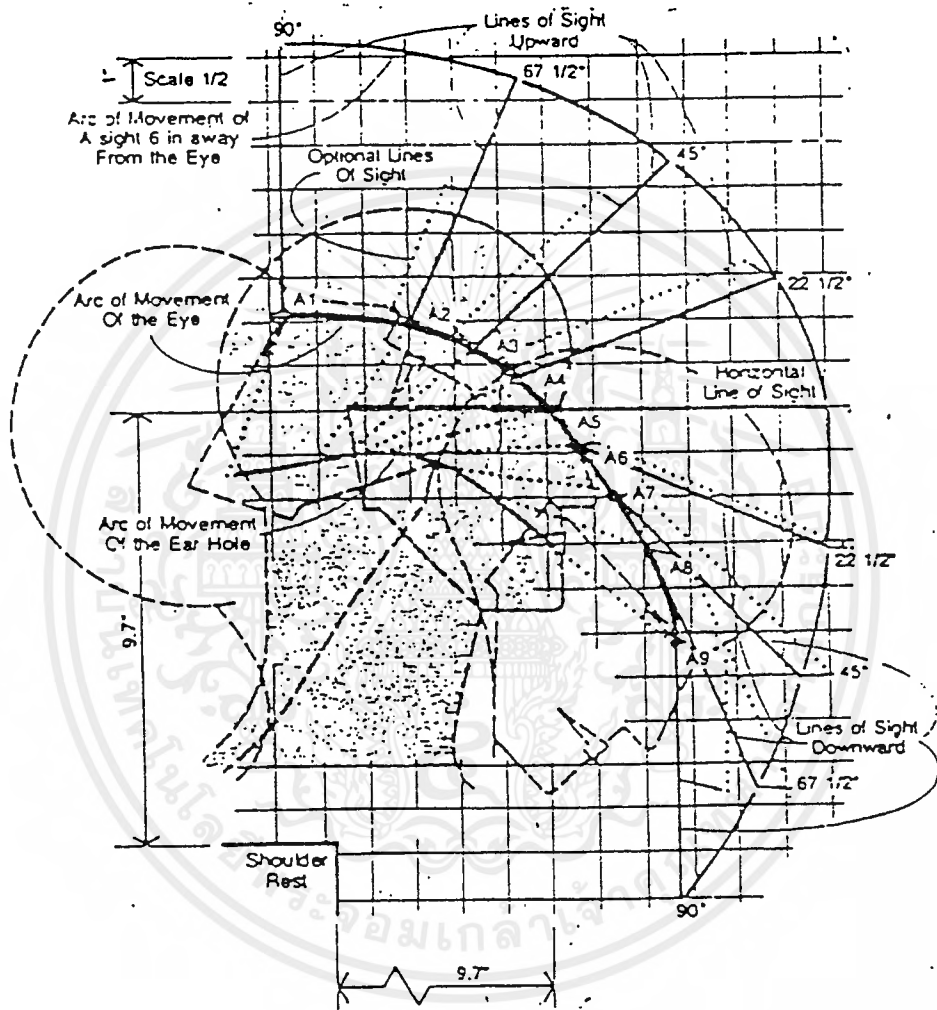 90°
Lines of Sight
Upward
67 1/2°
1"
Scale 1/2
Arc of Movement of
A sight 6 in away
From the Eye
Optional Lines
Of Sight
45°
22 1/2°
Arc of Movement
Of the Eye
A1
A2
A3
A4
Horizontal
Line of Sight
A5
A6
A7
Arc of Movement
Of the Ear Hole
A8
22 1/2°
9.7"
A9
45°
Lines of Sight
Downward
67 1/2°
Shoulder
Rest
90°
9.7"